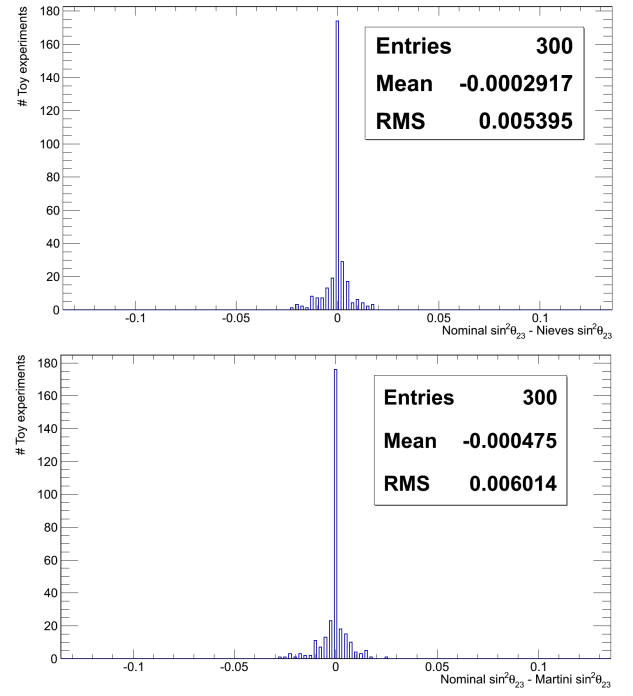 # Toy experiments
180
160
140
120
100
80
60
40
20
0
Entries 300
Mean -0.0002917
RMS 0.005395
-0.1 -0.05 0 0.05 0.1
Nominal sin²θ₂₃ - Nieves sin²θ₂₃
# Toy experiments
180
160
140
120
100
80
60
40
20
0
Entries 300
Mean -0.000475
RMS 0.006014
-0.1 -0.05 0 0.05 0.1
Nominal sin²θ₂₃ - Martini sin²θ₂₃